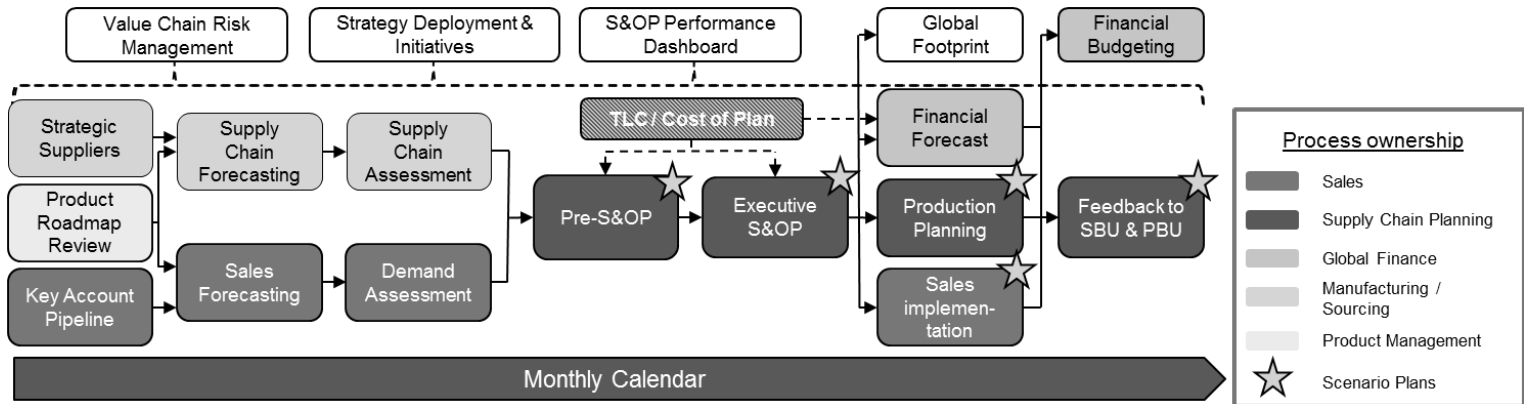 Value Chain Risk
Management
Strategy Deployment &
Initiatives
S&OP Performance
Dashboard
Global
Footprint
Financial
Budgeting
Strategic
Suppliers
Supply
Chain
Forecasting
Supply
Chain
Assessment
TLC / Cost of Plan
Financial
Forecast
Product
Roadmap
Review
Pre-S&OP
Executive
S&OP
Production
Planning
Feedback to
SBU & PBU
Key Account
Pipeline
Sales
Forecasting
Demand
Assessment
Sales
implemen-
tation
Monthly Calendar
Process ownership
Sales
Supply Chain Planning
Global Finance
Manufacturing /
Sourcing
Product Management
Scenario Plans